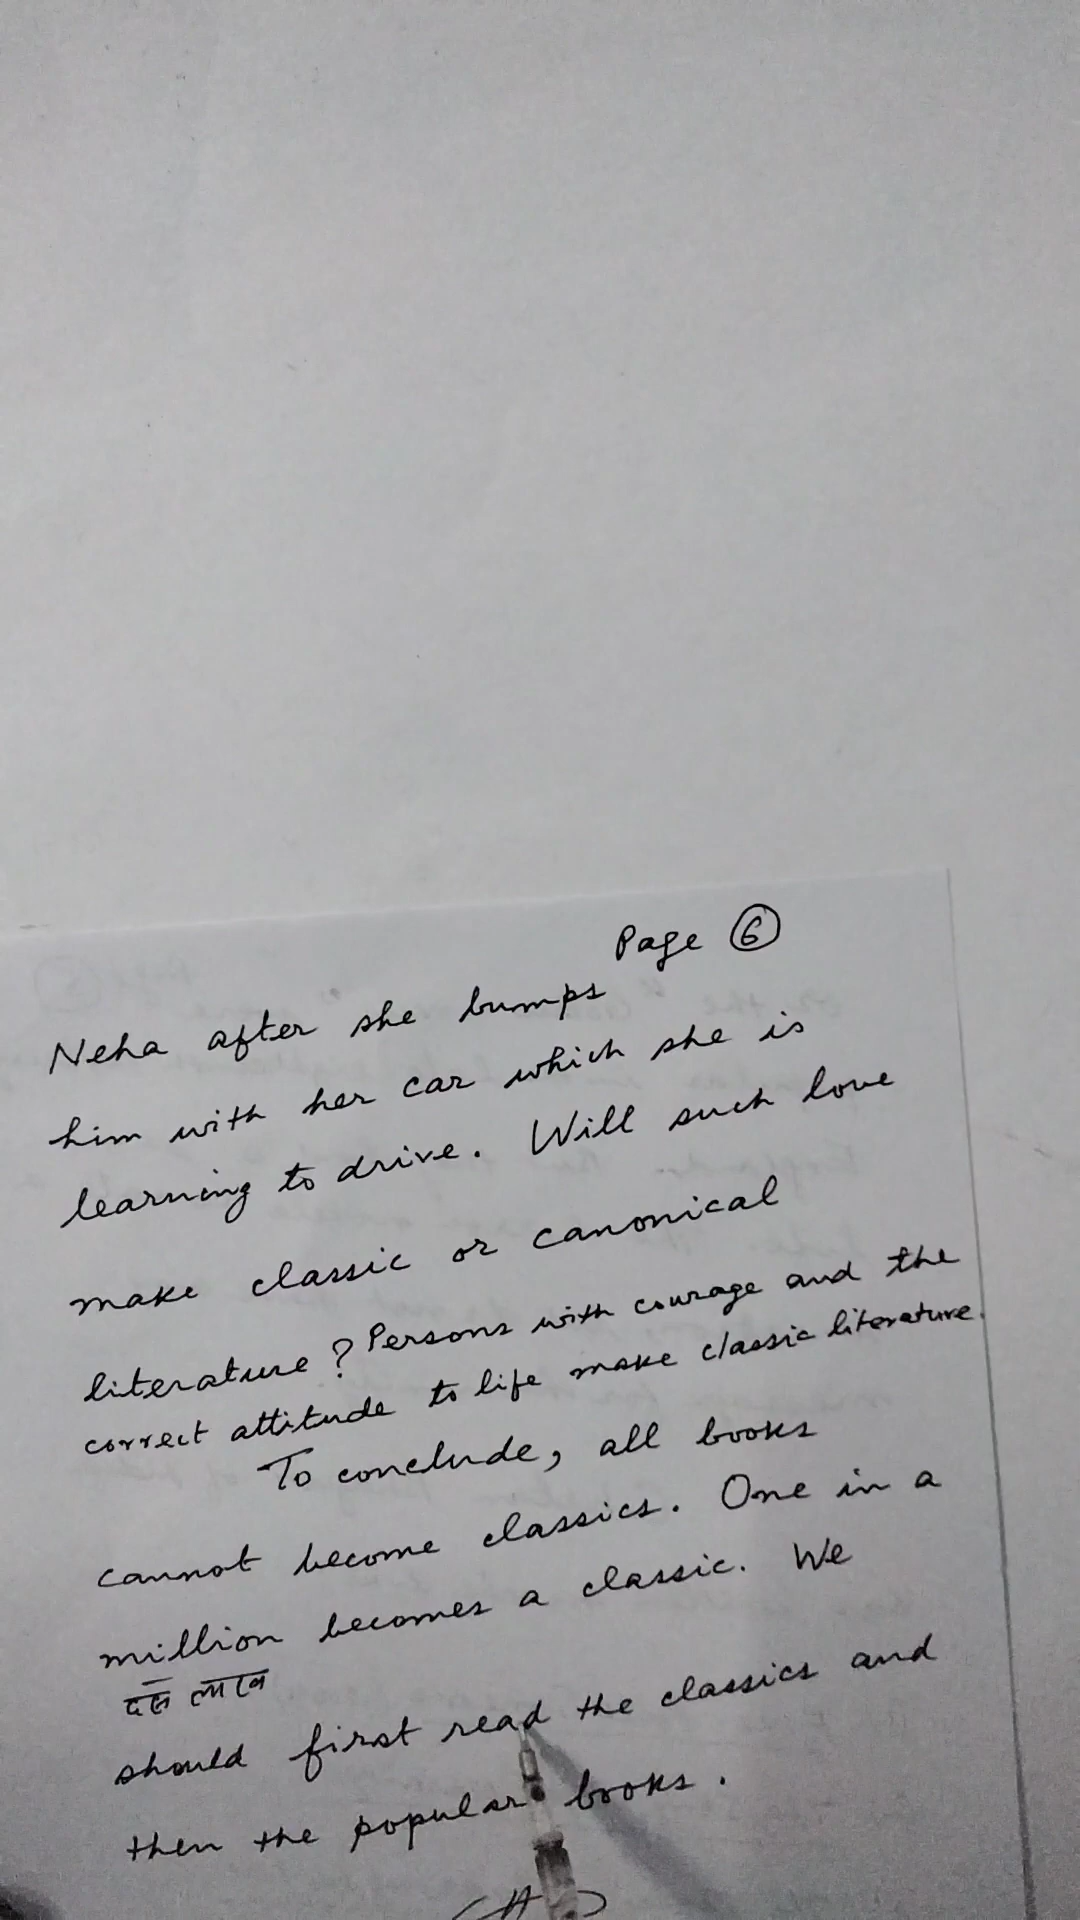 Page 6
Neha after she bumps
him with her car which she is
learning to drive. Will such love
make classic or canonical
literature? Persons with courage and the
correct attitude to life make classic literature.
To conclude, all books
cannot become classics. One in a
million becomes a classic. We
दस लाख
should first read the classics and
then the popular books.